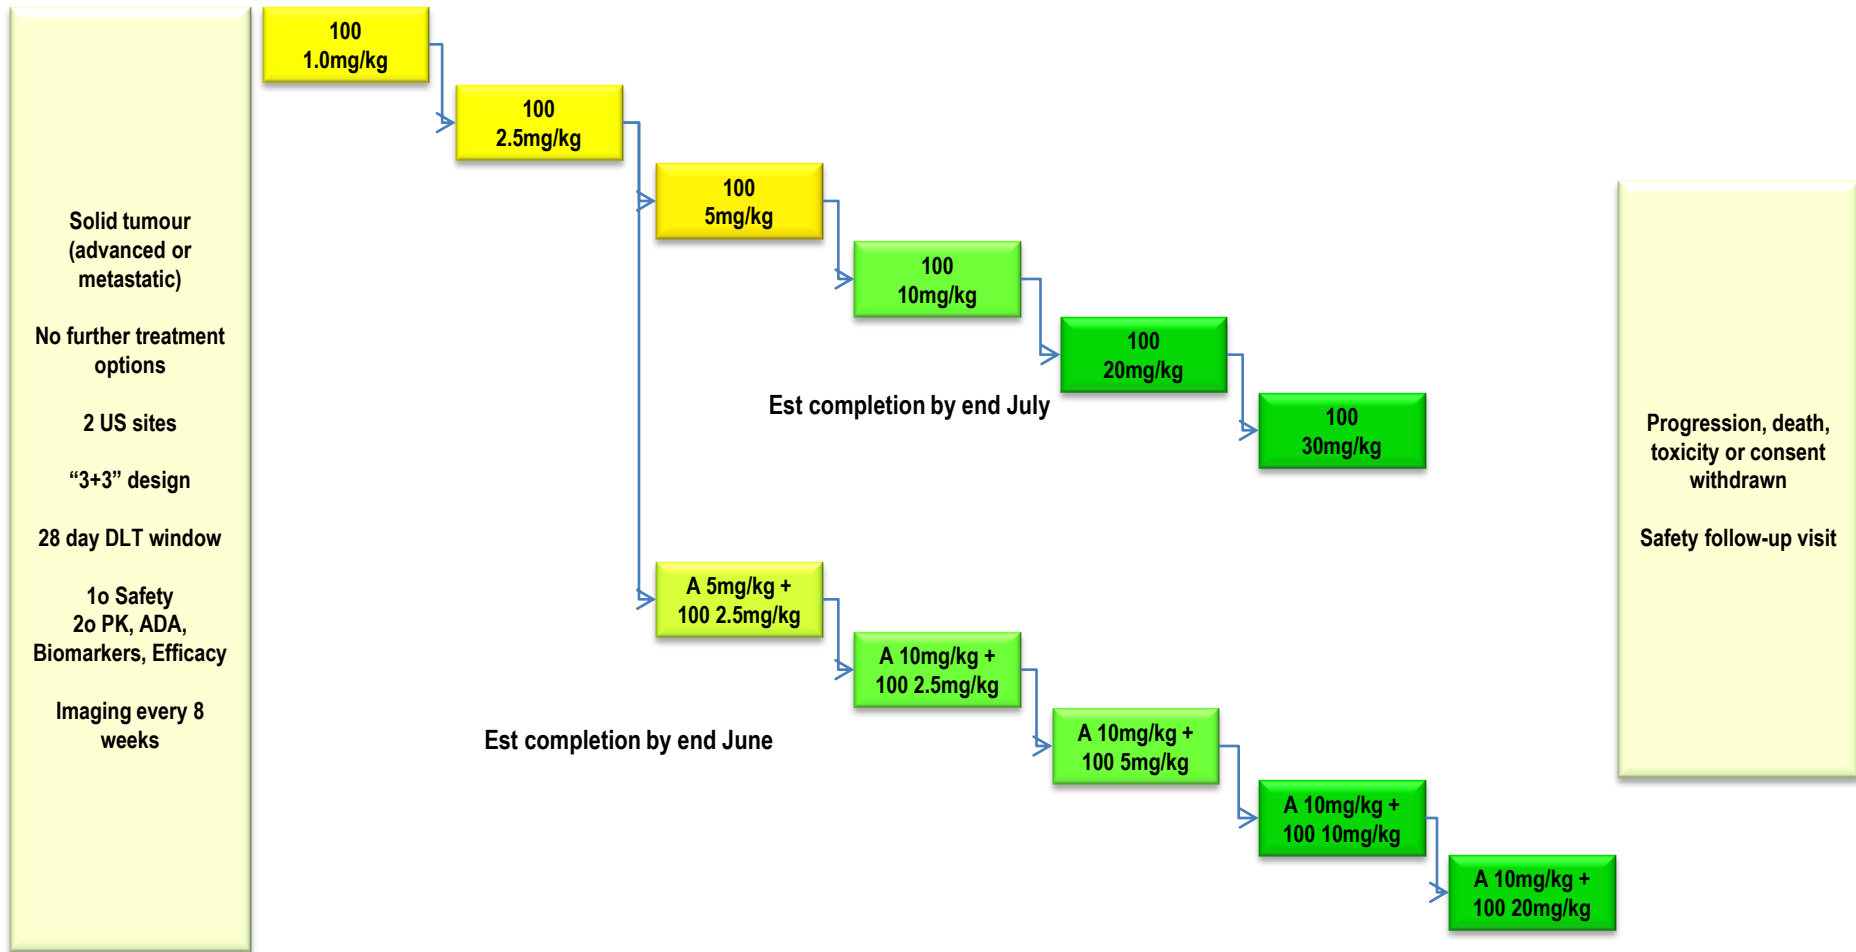 Solid tumour
(advanced or
metastatic)
No further treatment
options
2 US sites
“3+3” design
28 day DLT window
1o Safety
2o PK, ADA,
Biomarkers, Efficacy
Imaging every 8
weeks
100
1.0mg/kg
100
2.5mg/kg
100
5mg/kg
100
10mg/kg
100
20mg/kg
100
30mg/kg
Est completion by end July
A 5mg/kg +
100 2.5mg/kg
A 10mg/kg +
100 2.5mg/kg
A 10mg/kg +
100 5mg/kg
A 10mg/kg +
100 10mg/kg
A 10mg/kg +
100 20mg/kg
Est completion by end June
Progression, death,
toxicity or consent
withdrawn
Safety follow-up visit